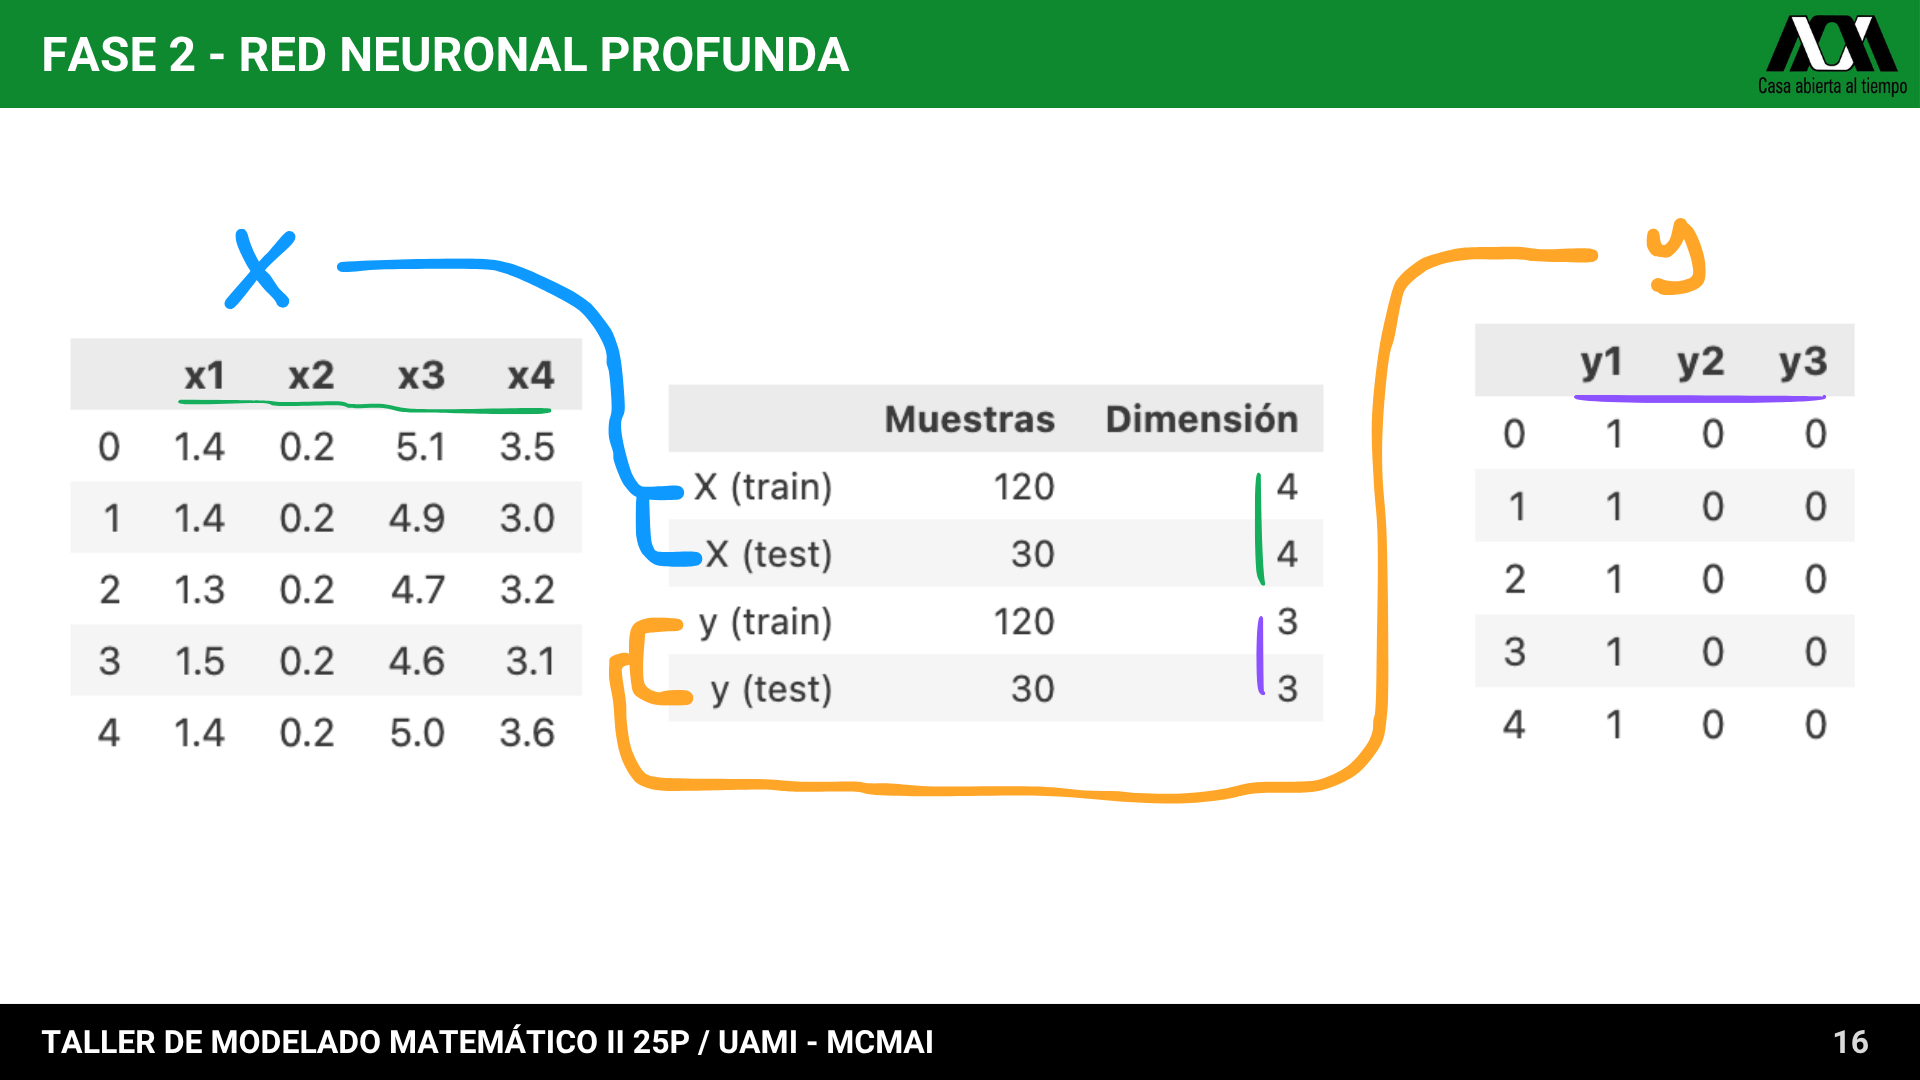 FASE 2 - RED NEURONAL PROFUNDA
Casa abierta al tiempo
X
x1 x2 x3 x4
0 1.4 0.2 5.1 3.5
1 1.4 0.2 4.9 3.0
2 1.3 0.2 4.7 3.2
3 1.5 0.2 4.6 3.1
4 1.4 0.2 5.0 3.6
Muestras Dimensión
X (train) 120 4
X (test) 30 4
y (train) 120 3
y (test) 30 3
y
y1 y2 y3
0 1 0 0
1 1 0 0
2 1 0 0
3 1 0 0
4 1 0 0
TALLER DE MODELADO MATEMÁTICO II 25P / UAMI - MCMAI
16